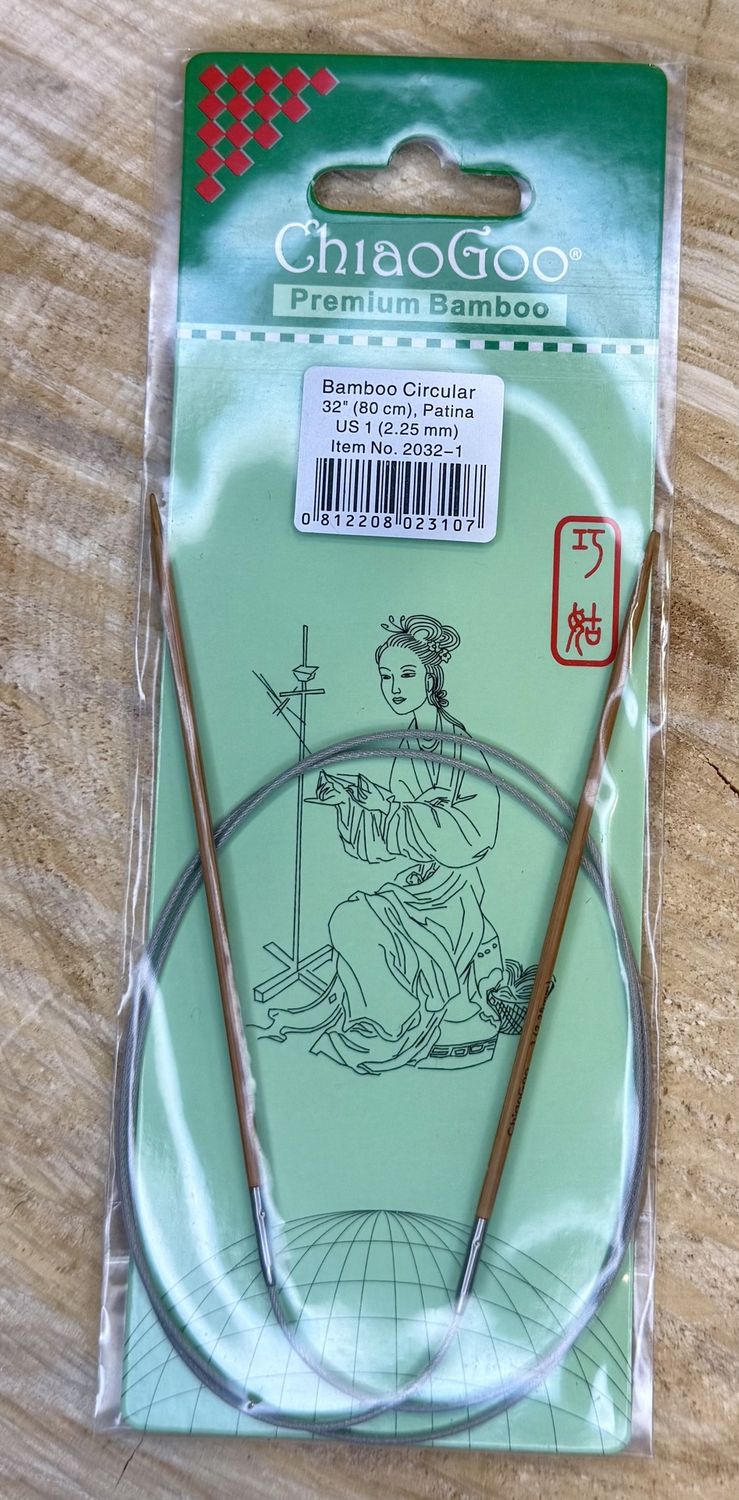 ChiaoGoo®
Premium Bamboo
Bamboo Circular
32" (80 cm), Patina
US 1 (2.25 mm)
Item No. 2032-1
0 812208 023107
巧
姑
ChiaoGoo